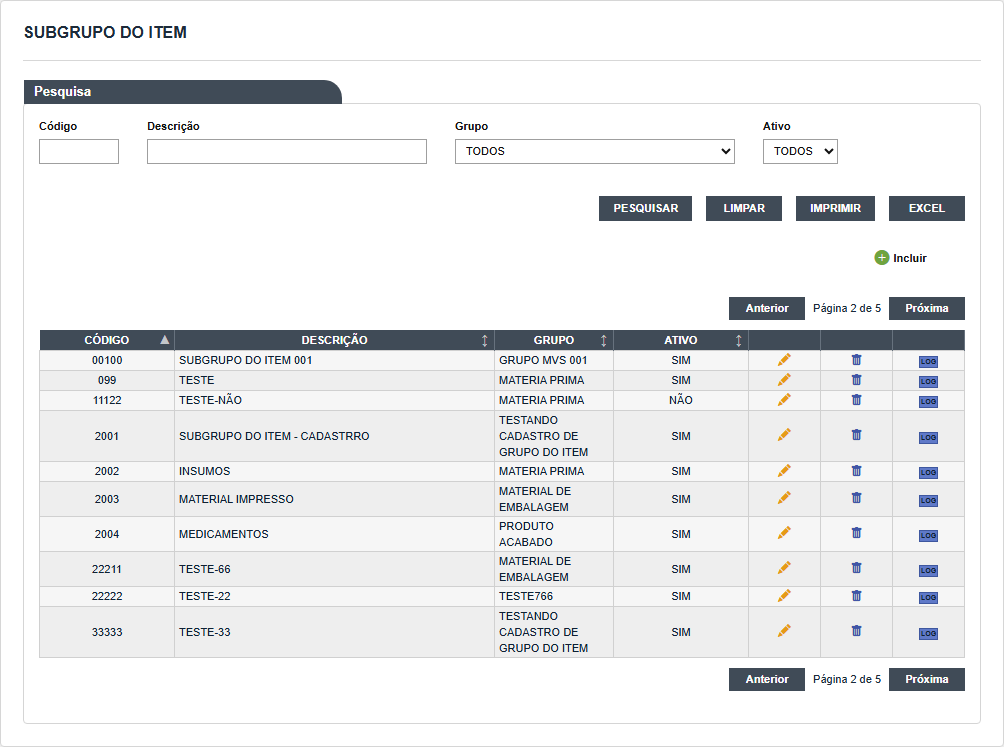 SUBGRUPO DO ITEM
Pesquisa
Código Descrição Grupo Ativo
TODOS TODOS
PESQUISAR LIMPAR IMPRIMIR EXCEL
Incluir
Anterior Página 2 de 5 Próxima
CÓDIGO DESCRIÇÃO GRUPO ATIVO
00100 SUBGRUPO DO ITEM 001 GRUPO MVS 001 SIM LOG
099 TESTE MATERIA PRIMA SIM LOG
11122 TESTE-NÃO MATERIA PRIMA NÃO LOG
TESTANDO
2001 SUBGRUPO DO ITEM - CADASTRRO CADASTRO DE SIM LOG
GRUPO DO ITEM
2002 INSUMOS MATERIA PRIMA SIM LOG
2003 MATERIAL IMPRESSO MATERIAL DE SIM LOG
EMBALAGEM
2004 MEDICAMENTOS PRODUTO SIM LOG
ACABADO
22211 TESTE-66 MATERIAL DE SIM LOG
EMBALAGEM
22222 TESTE-22 TESTE766 SIM LOG
TESTANDO
33333 TESTE-33 CADASTRO DE SIM LOG
GRUPO DO ITEM
Anterior Página 2 de 5 Próxima